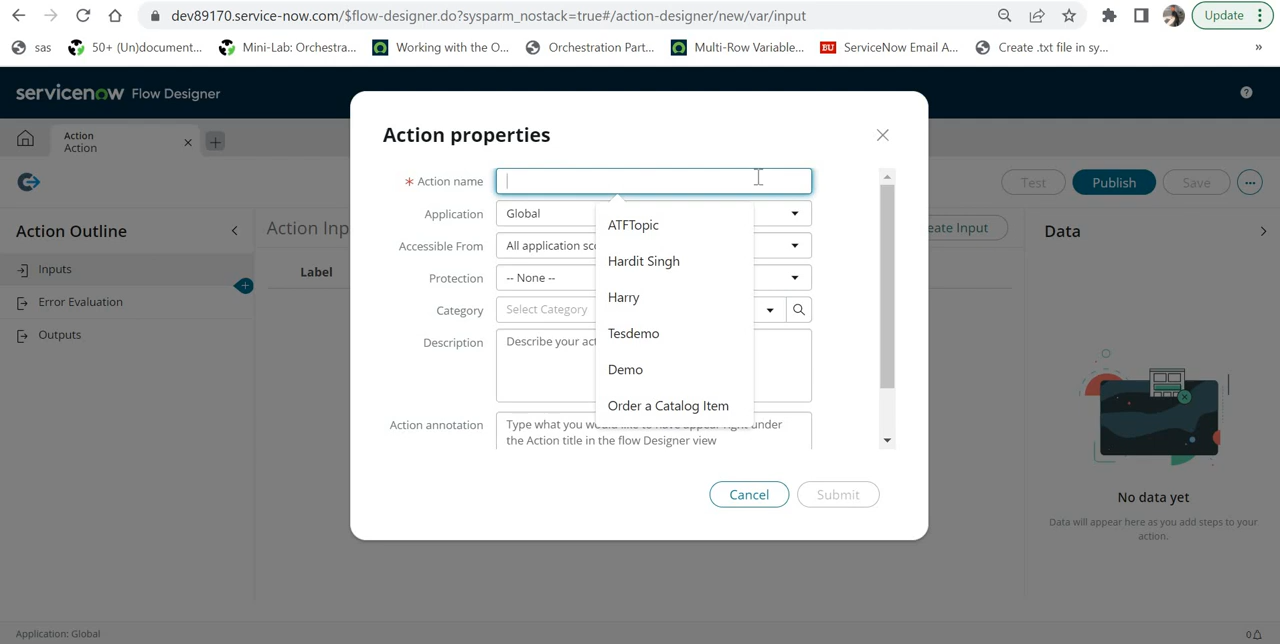 dev89170.service-now.com/$flow-designer.do?sysparm_nostack=true#/action-designer/new/var/input
Update
sas
50+ (Un)document...
Mini-Lab: Orchestra...
Working with the O...
Orchestration Part...
Multi-Row Variable...
BU
ServiceNow Email A...
Create .txt file in sy...
»
servicenow Flow Designer
Action
Action
Test
Publish
Save
Action Outline
Inputs
Error Evaluation
Outputs
Action Inp
eate Input
Label
Action properties
* Action name
Application
Global
Accessible From
All application sco
Protection
-- None --
Category
Select Category
Description
Describe your act
Action annotation
Type what you would like to have appear right under
the Action title in the flow Designer view
ATFTopic
Hardit Singh
Harry
Tesdemo
Demo
Order a Catalog Item
Cancel
Submit
Data
No data yet
Data will appear here as you add steps to your
action.
Application: Global
0